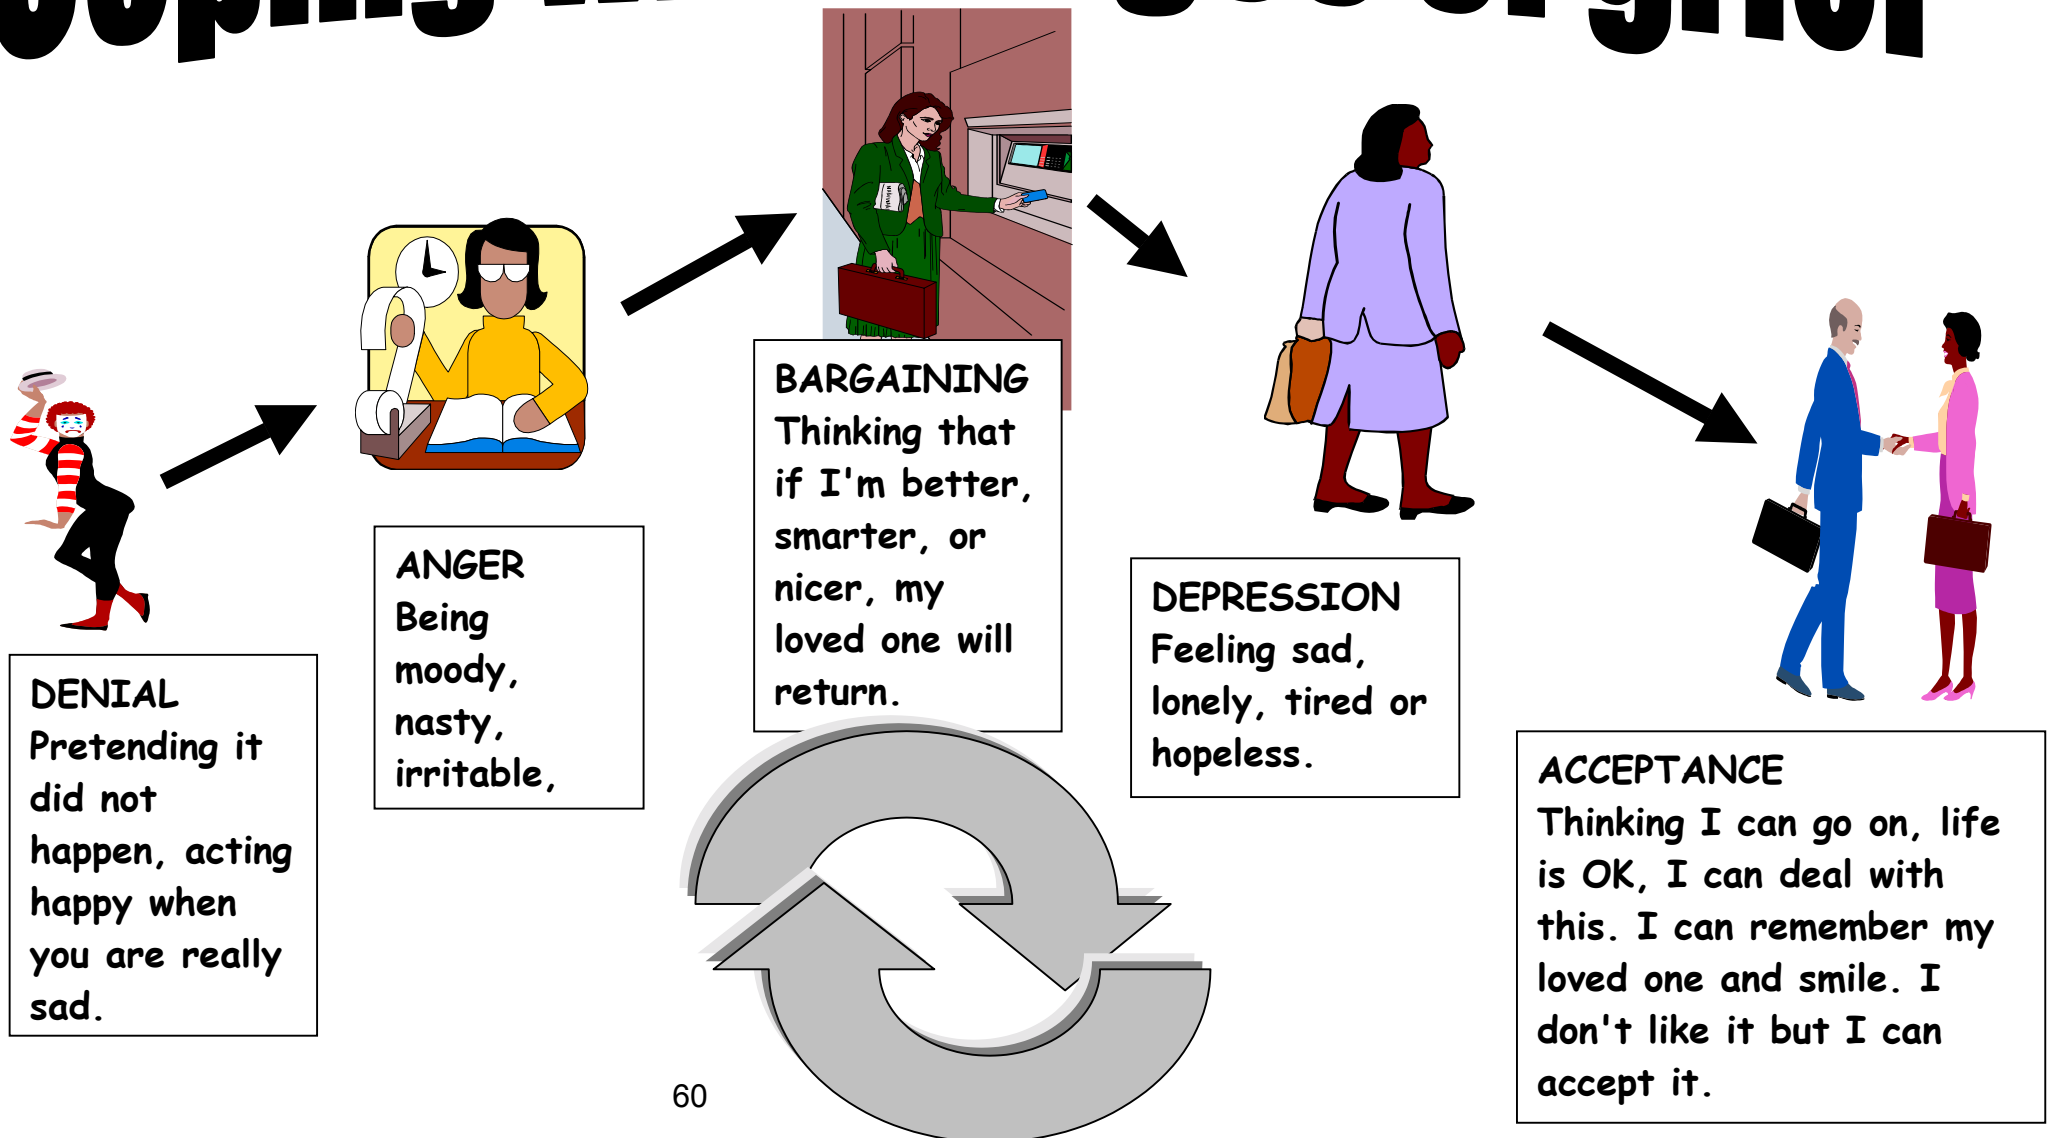 Coping of grief
BARGAINING
Thinking that
if I'm better,
smarter, or
nicer, my
loved one will
return.
ANGER
Being
moody,
nasty,
irritable,
DEPRESSION
Feeling sad,
lonely, tired or
hopeless.
DENIAL
Pretending it
did not
happen, acting
happy when
you are really
sad.
ACCEPTANCE
Thinking I can go on, life
is OK, I can deal with
this. I can remember my
loved one and smile. I
don't like it but I can
accept it.
60